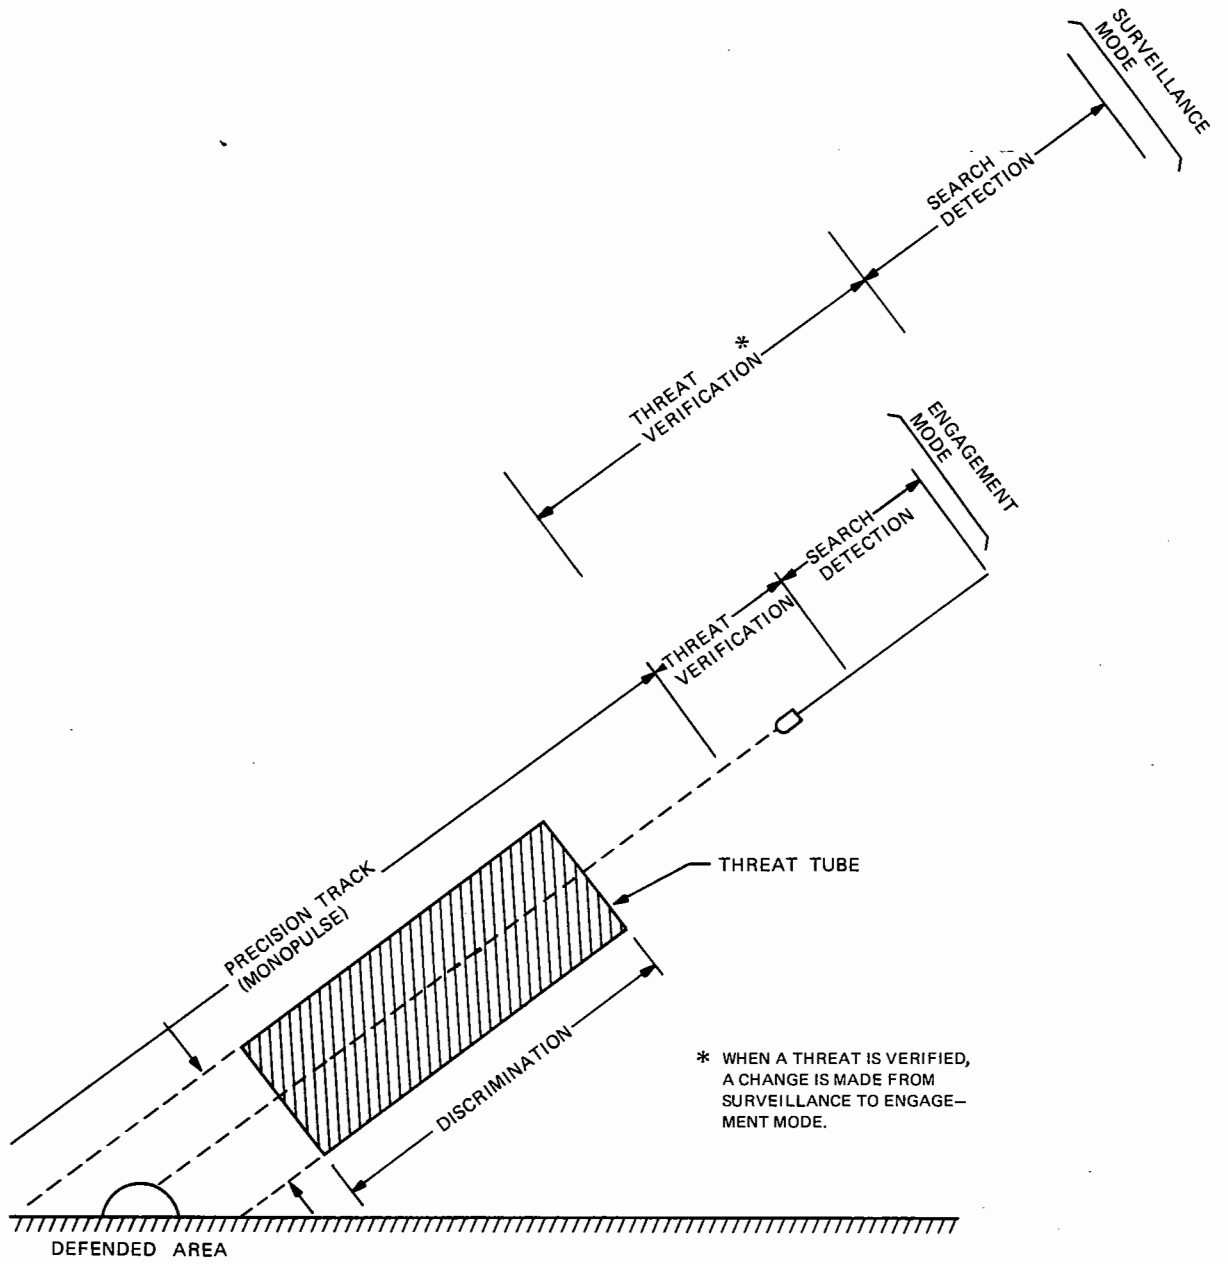 SURVEILLANCE
MODE
SEARCH
DETECTION
*
THREAT
VERIFICATION
ENGAGEMENT
MODE
SEARCH
DETECTION
THREAT
VERIFICATION
THREAT TUBE
PRECISION TRACK
(MONOPULSE)
DISCRIMINATION
* WHEN A THREAT IS VERIFIED,
A CHANGE IS MADE FROM
SURVEILLANCE TO ENGAGE–
MENT MODE.
DEFENDED AREA